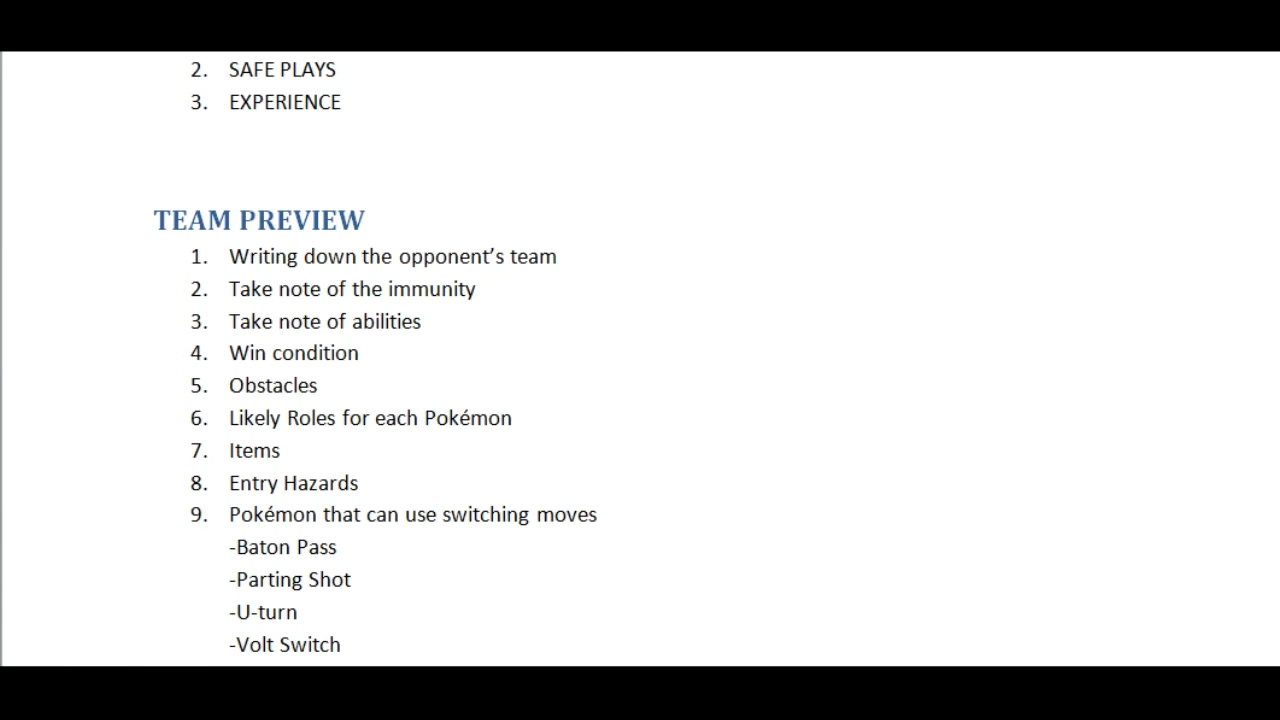 2. SAFE PLAYS
3. EXPERIENCE
TEAM PREVIEW
1. Writing down the opponent’s team
2. Take note of the immunity
3. Take note of abilities
4. Win condition
5. Obstacles
6. Likely Roles for each Pokémon
7. Items
8. Entry Hazards
9. Pokémon that can use switching moves
-Baton Pass
-Parting Shot
-U-turn
-Volt Switch